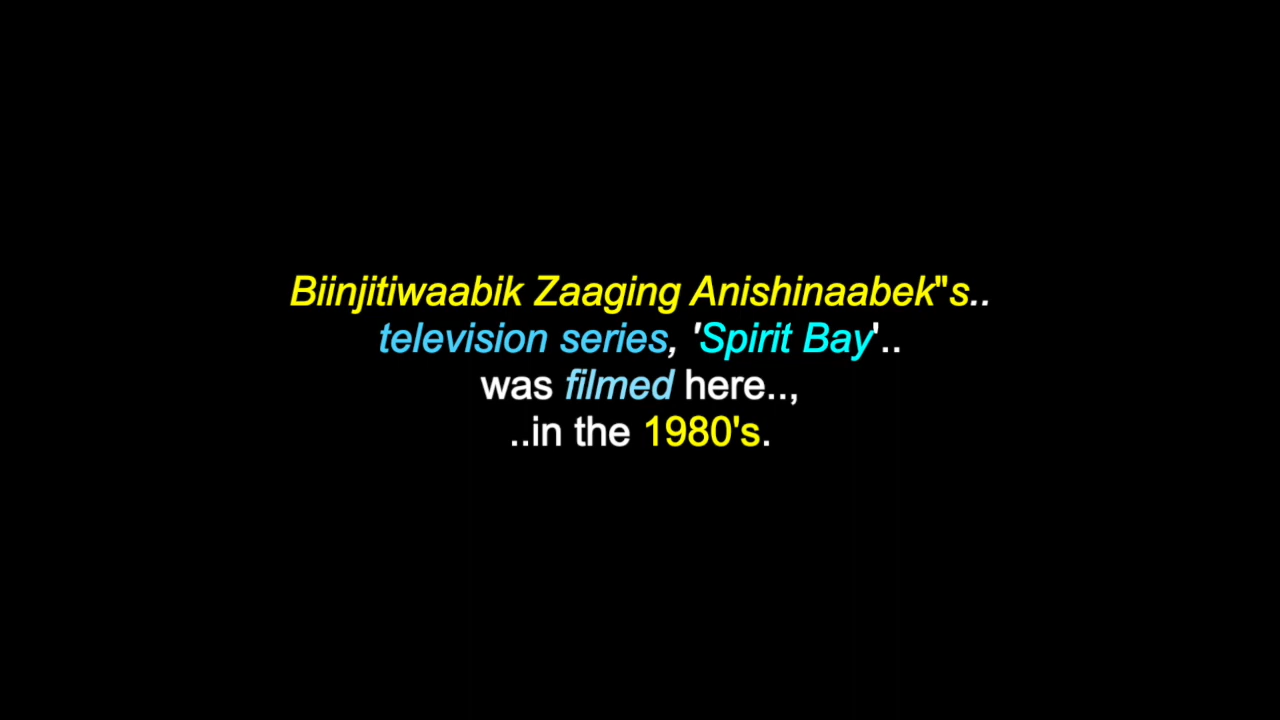 Biinjitiwaabik Zaaging Anishinaabek"s..
television series, 'Spirit Bay'..
was filmed here..,
..in the 1980's.